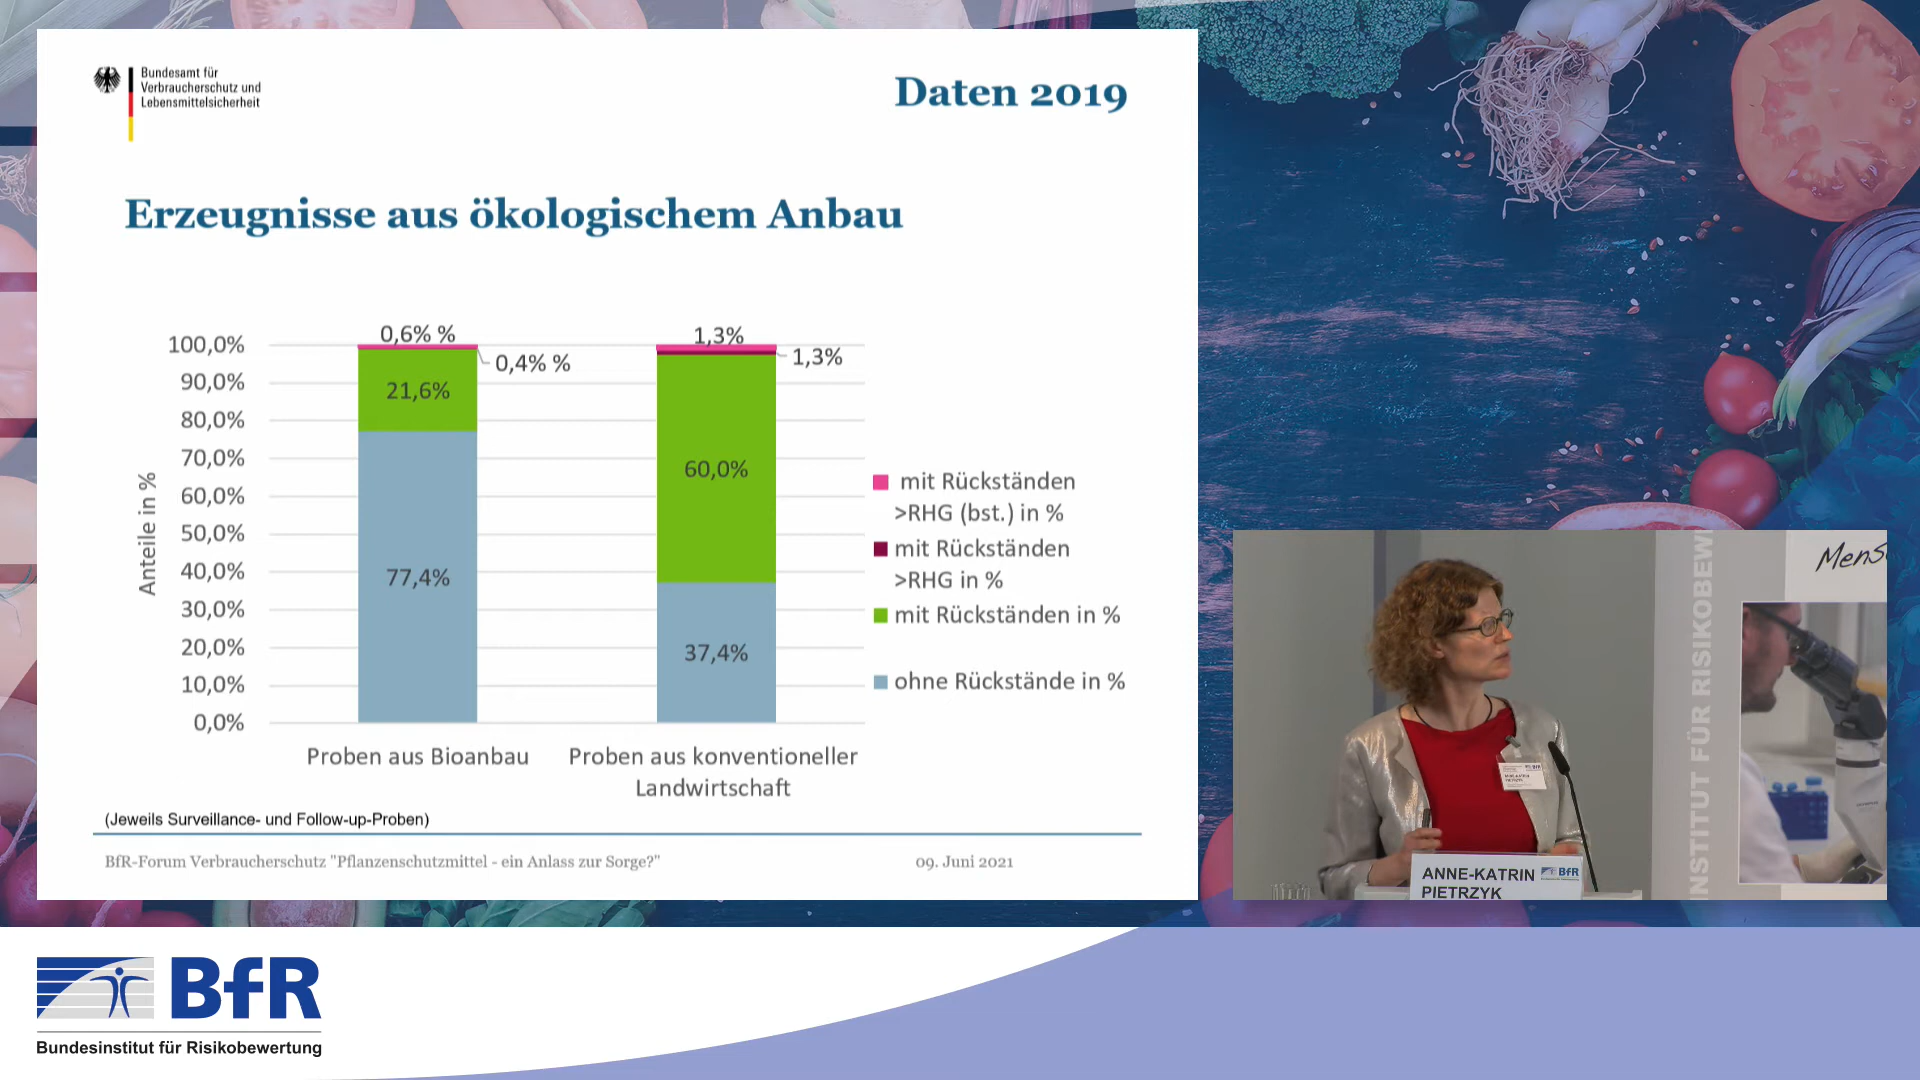 Bundesamt für
Verbraucherschutz und
Lebensmittelsicherheit
Daten 2019
Erzeugnisse aus ökologischem Anbau
Anteile in %
100,0%
90,0%
80,0%
70,0%
60,0%
50,0%
40,0%
30,0%
20,0%
10,0%
0,0%
0,6% %
0,4% %
21,6%
77,4%
1,3%
1,3%
60,0%
37,4%
Proben aus Bioanbau
Proben aus konventioneller
Landwirtschaft
mit Rückständen
>RHG (bst.) in %
mit Rückständen
>RHG in %
mit Rückständen in %
ohne Rückstände in %
(Jeweils Surveillance- und Follow-up-Proben)
BfR-Forum Verbraucherschutz "Pflanzenschutzmittel - ein Anlass zur Sorge?"
09. Juni 2021
INSTITUT FÜR RISIKOBEW
Mens
BfR
ANNE-KATRIN
PIETRZYK
BfR
BfR
Bundesinstitut für Risikobewertung